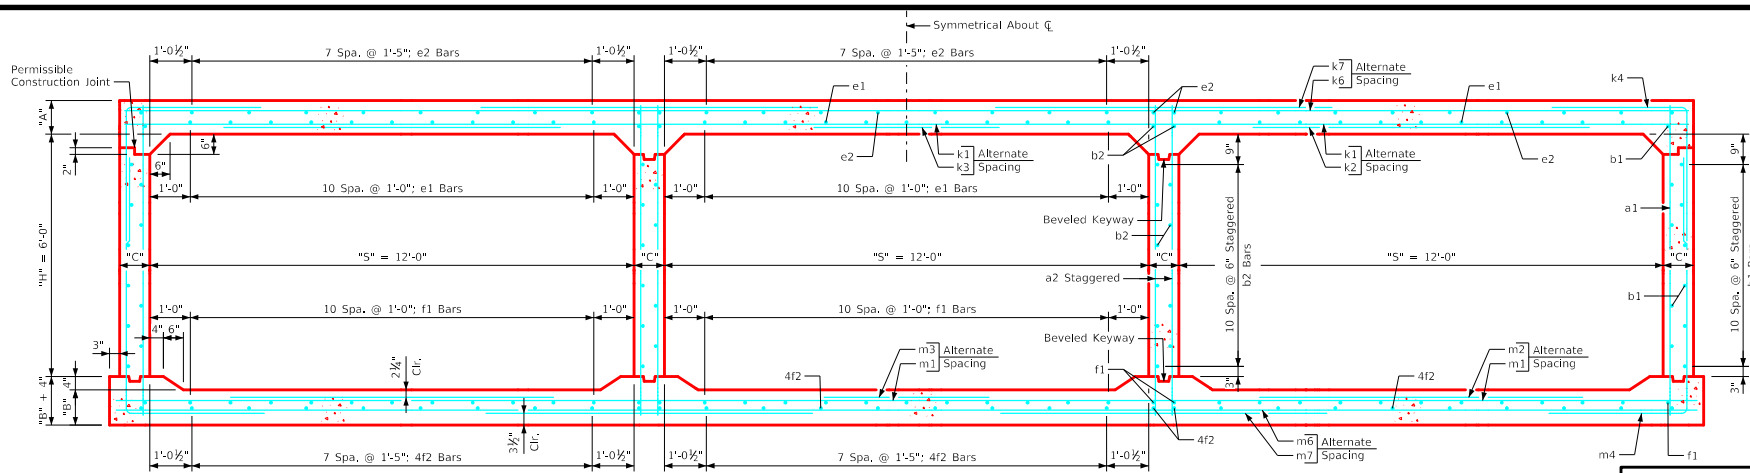 Symmetrical About ℄
1'-0½" 7 Spa. @ 1'-5"; e2 Bars 1'-0½" 1'-0½" 7 Spa. @ 1'-5"; e2 Bars 1'-0½"
Permissible
Construction Joint
k7 Alternate
k6 Spacing
k4
e1
e2
e1
"A"
6"
2"
6"
e2
k1 Alternate
k3 Spacing
b2
k1 Alternate
k2 Spacing
e2
b1
9"
9"
1'-0" 10 Spa. @ 1'-0"; e1 Bars 1'-0" 1'-0" 10 Spa. @ 1'-0"; e1 Bars 1'-0"
Beveled Keyway
b2
a1
"H" = 6'-0"
"C" "S" = 12'-0" "C" "S" = 12'-0" "C" "S" = 12'-0" "C"
a2 Staggered
10 Spa. @ 6" Staggered
b2 Bars
b1
10 Spa. @ 6" Staggered
1'-0" 10 Spa. @ 1'-0"; f1 Bars 1'-0" 1'-0" 10 Spa. @ 1'-0"; f1 Bars 1'-0"
4" 6"
3"
Beveled Keyway
2¼"
Clr.
m3 Alternate
m1 Spacing
m2 Alternate
m1 Spacing
f1
4f2
4f2
3"
3"
"B" + 4"
4"
"B"
3½"
Clr.
4f2
m6 Alternate
m7 Spacing
m4
f1
1'-0½" 7 Spa. @ 1'-5"; 4f2 Bars 1'-0½" 1'-0½" 7 Spa. @ 1'-5"; 4f2 Bars 1'-0½"